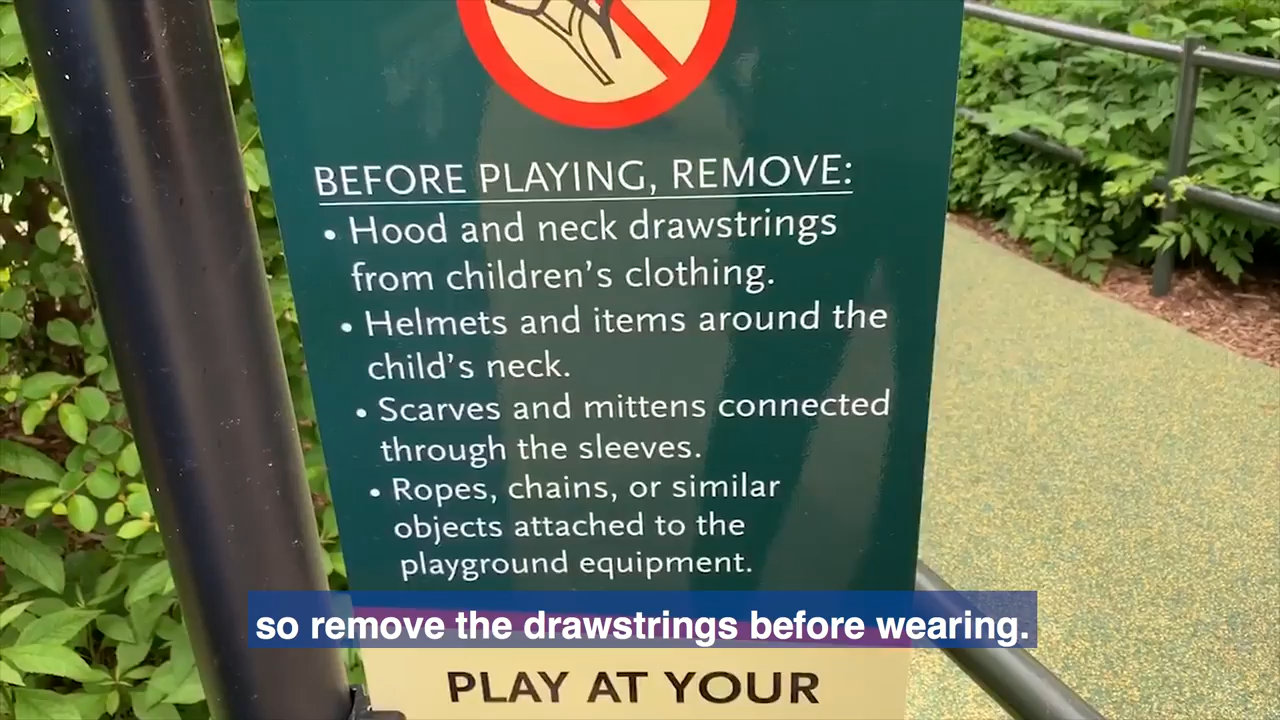 BEFORE PLAYING, REMOVE:
• Hood and neck drawstrings
from children's clothing.
• Helmets and items around the
child's neck.
• Scarves and mittens connected
through the sleeves.
• Ropes, chains, or similar
objects attached to the
playground equipment.
so remove the drawstrings before wearing.
PLAY AT YOUR